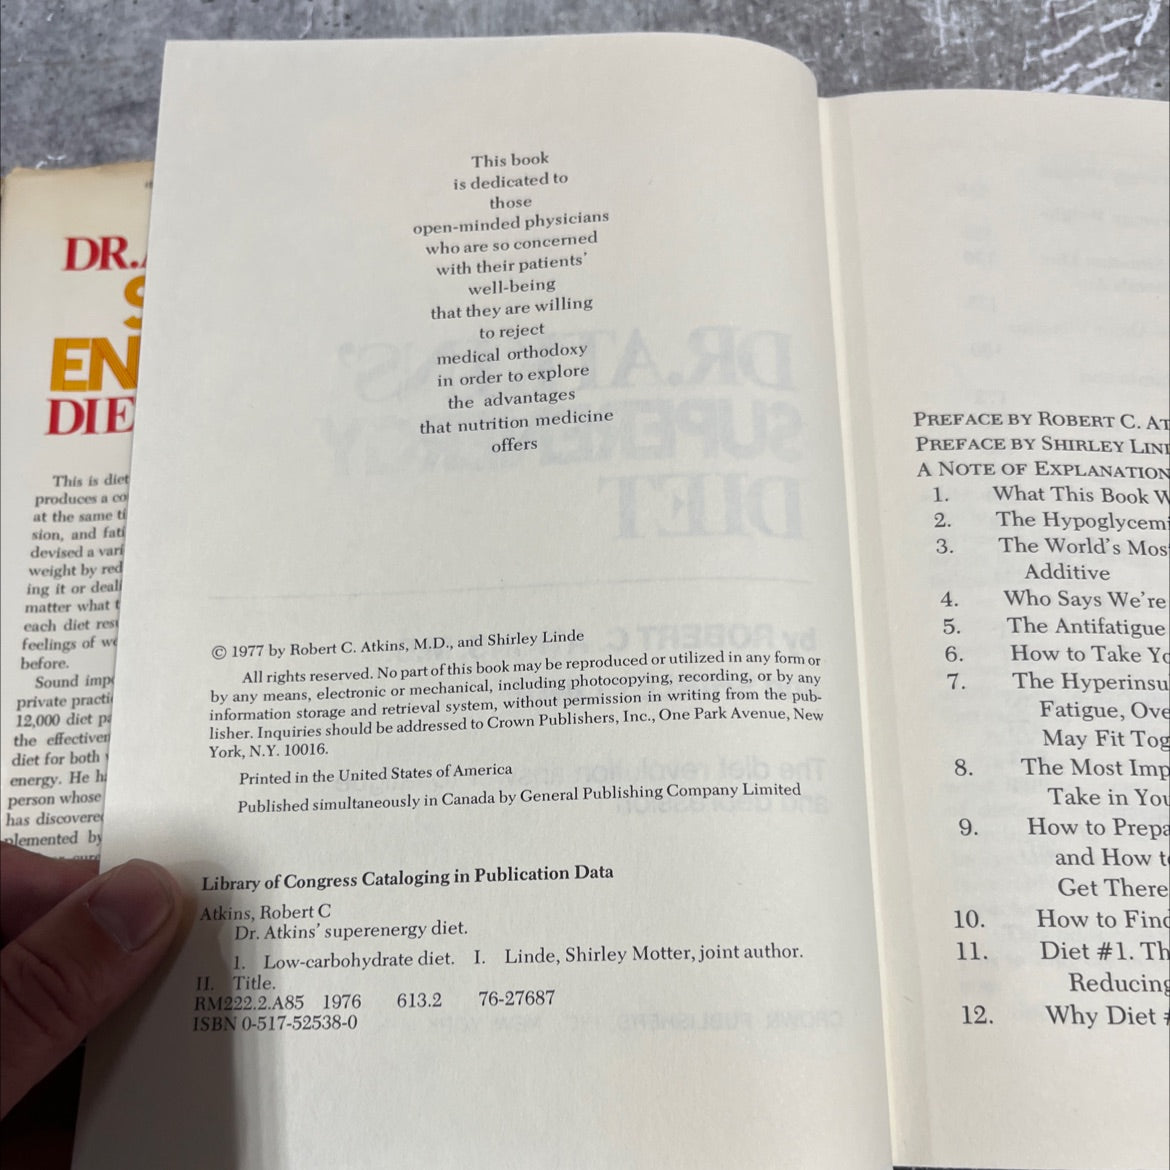 DR.
EN
DIE
This is diet
produces a co
at the same ti
sion, and fati
devised a vari
weight by red
ing it or deali
matter what t
each diet res
feelings of we
before.
Sound imp
private practi
12,000 diet pa
the effective
diet for both
energy. He ha
person whose
has discovere
plemented by
This book
is dedicated to
those
open-minded physicians
who are so concerned
with their patients'
well-being
that they are willing
to reject
medical orthodoxy
in order to explore
the advantages
that nutrition medicine
offers
© 1977 by Robert C. Atkins, M.D., and Shirley Linde
All rights reserved. No part of this book may be reproduced or utilized in any form or
by any means, electronic or mechanical, including photocopying, recording, or by any
information storage and retrieval system, without permission in writing from the pub-
lisher. Inquiries should be addressed to Crown Publishers, Inc., One Park Avenue, New
York, N.Y. 10016.
Printed in the United States of America
Published simultaneously in Canada by General Publishing Company Limited
Library of Congress Cataloging in Publication Data
Atkins, Robert C
Dr. Atkins' superenergy diet.
1. Low-carbohydrate diet. I. Linde, Shirley Motter, joint author.
II. Title.
RM222.2.A85 1976 613.2 76-27687
ISBN 0-517-52538-0
PREFACE BY ROBERT C. AT
PREFACE BY SHIRLEY LIN
A NOTE OF EXPLANATION
1. What This Book W
2. The Hypoglycemi
3. The World's Mos
Additive
4. Who Says We're
5. The Antifatigue
6. How to Take Yo
7. The Hyperinsu
Fatigue, Ove
May Fit Tog
8. The Most Imp
Take in You
9. How to Prepa
and How to
Get There
10. How to Find
11. Diet #1. Th
Reducing
12. Why Diet #